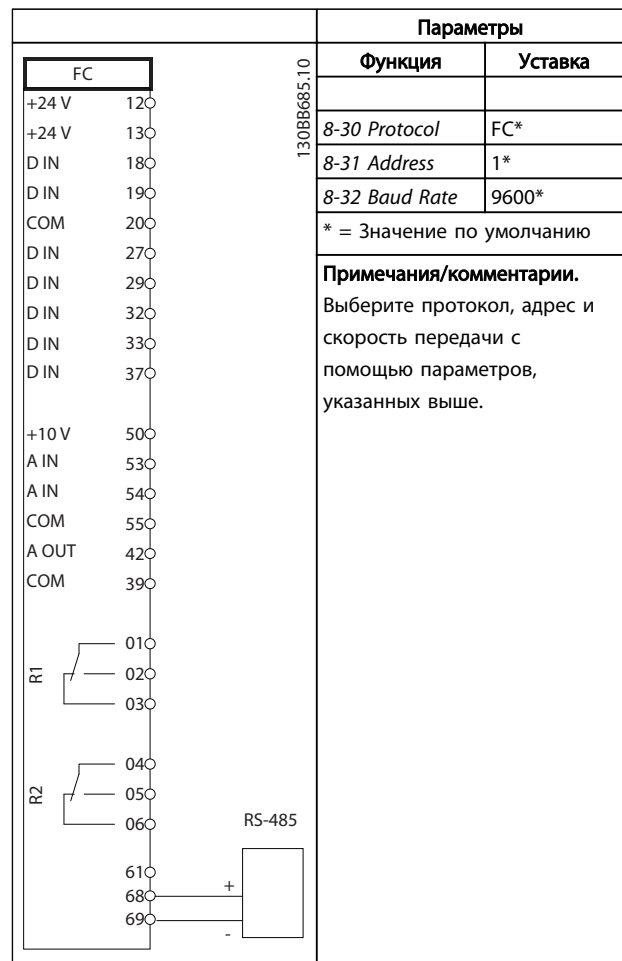 FC
130BB685.10
+24 V 12
+24 V 13
D IN 18
D IN 19
COM 20
D IN 27
D IN 29
D IN 32
D IN 33
D IN 37
+10 V 50
A IN 53
A IN 54
COM 55
A OUT 42
COM 39
R1
01
02
03
R2
04
05
06
RS-485
61
68 +
69 -
Параметры
Функция Уставка
8-30 Protocol FC*
8-31 Address 1*
8-32 Baud Rate 9600*
* = Значение по умолчанию
Примечания/комментарии.
Выберите протокол, адрес и
скорость передачи с
помощью параметров,
указанных выше.